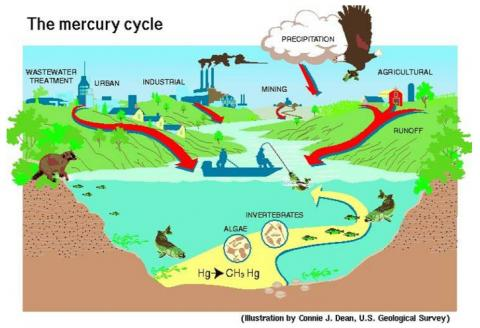 The mercury cycle
PRECIPITATION
WASTEWATER
TREATMENT
URBAN
INDUSTRIAL
MINING
AGRICULTURAL
RUNOFF
INVERTEBRATES
ALGAE
Hg➤CH₃ Hg
(Illustration by Connie J. Dean, U.S. Geological Survey)